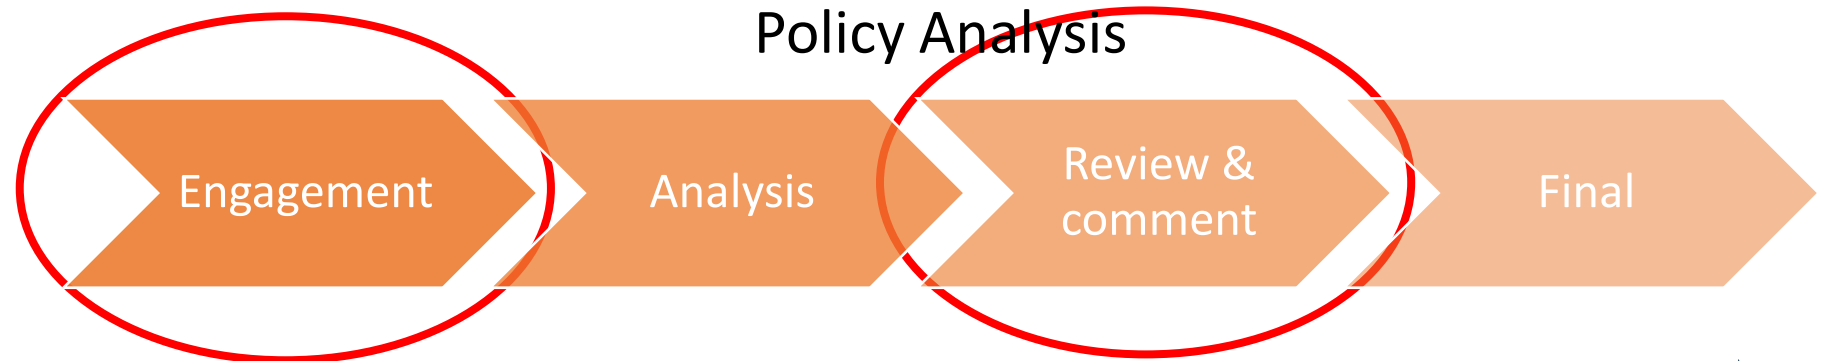 Policy Analysis
Engagement
Analysis
Review &
comment
Final